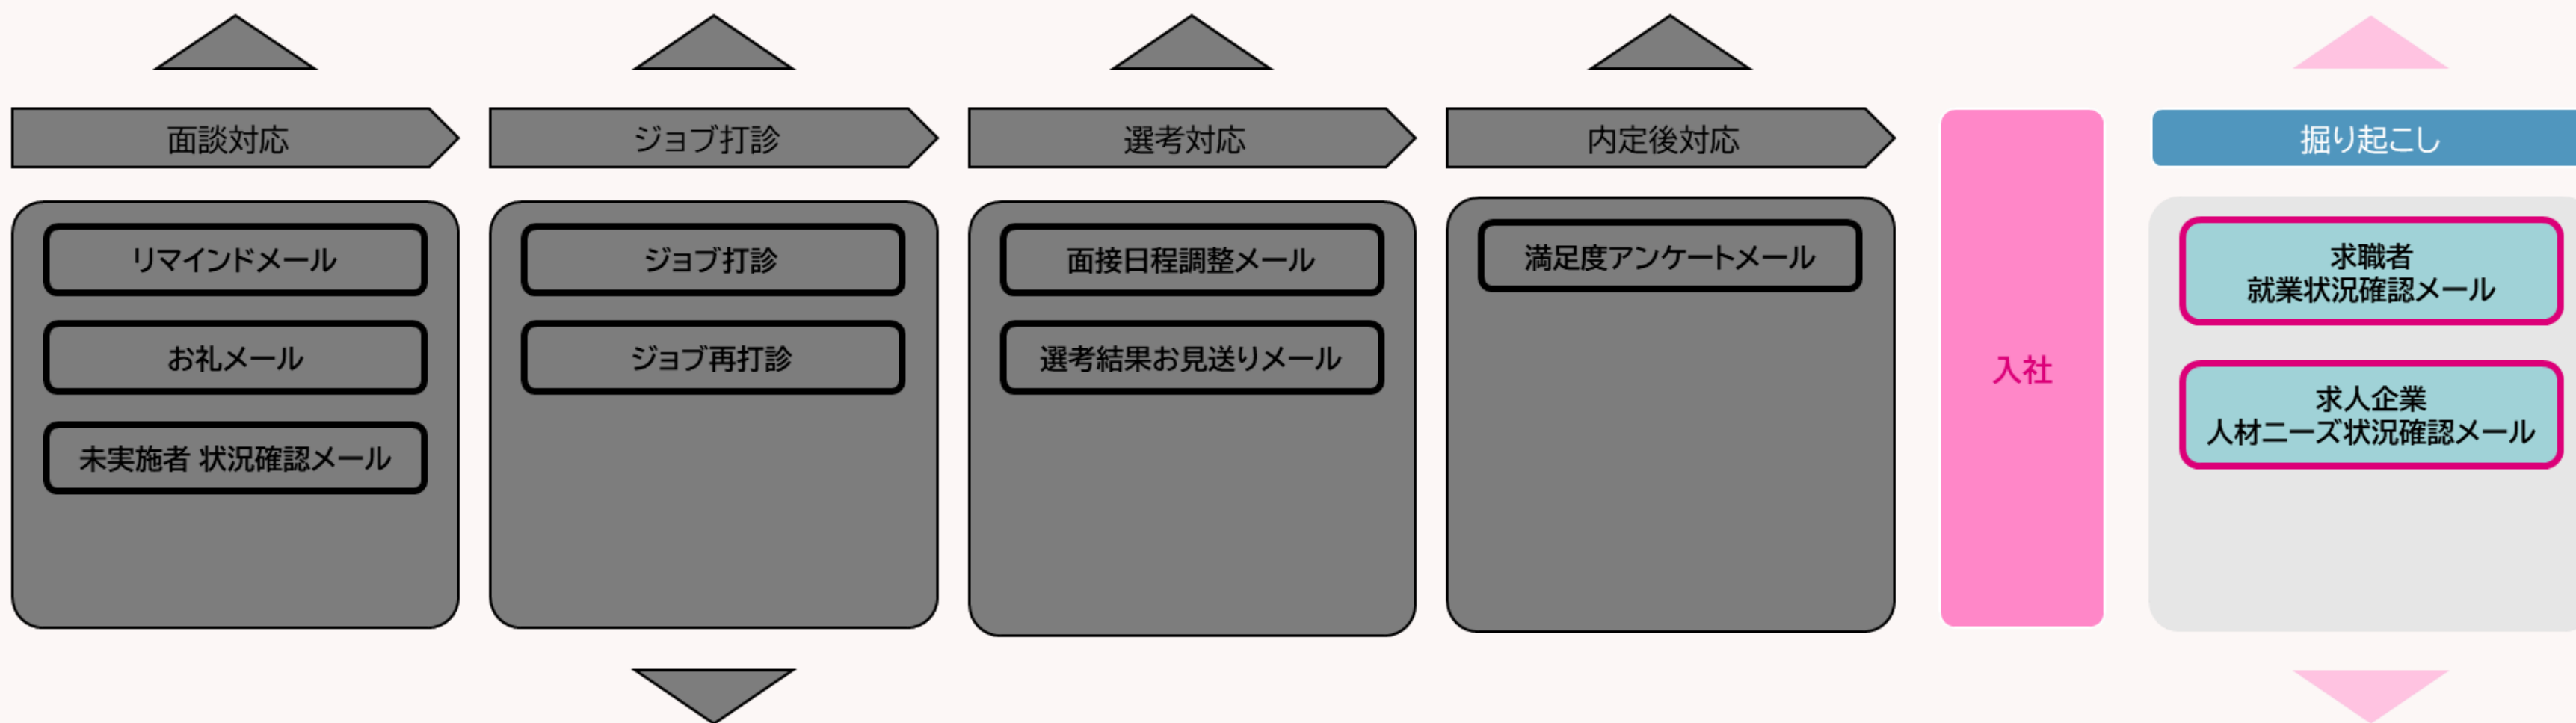 面談対応
ジョブ打診
選考対応
内定後対応
掘り起こし
リマインドメール
お礼メール
未実施者 状況確認メール
ジョブ打診
ジョブ再打診
面接日程調整メール
選考結果お見送りメール
満足度アンケートメール
入社
求職者
就業状況確認メール
求人企業
人材ニーズ状況確認メール